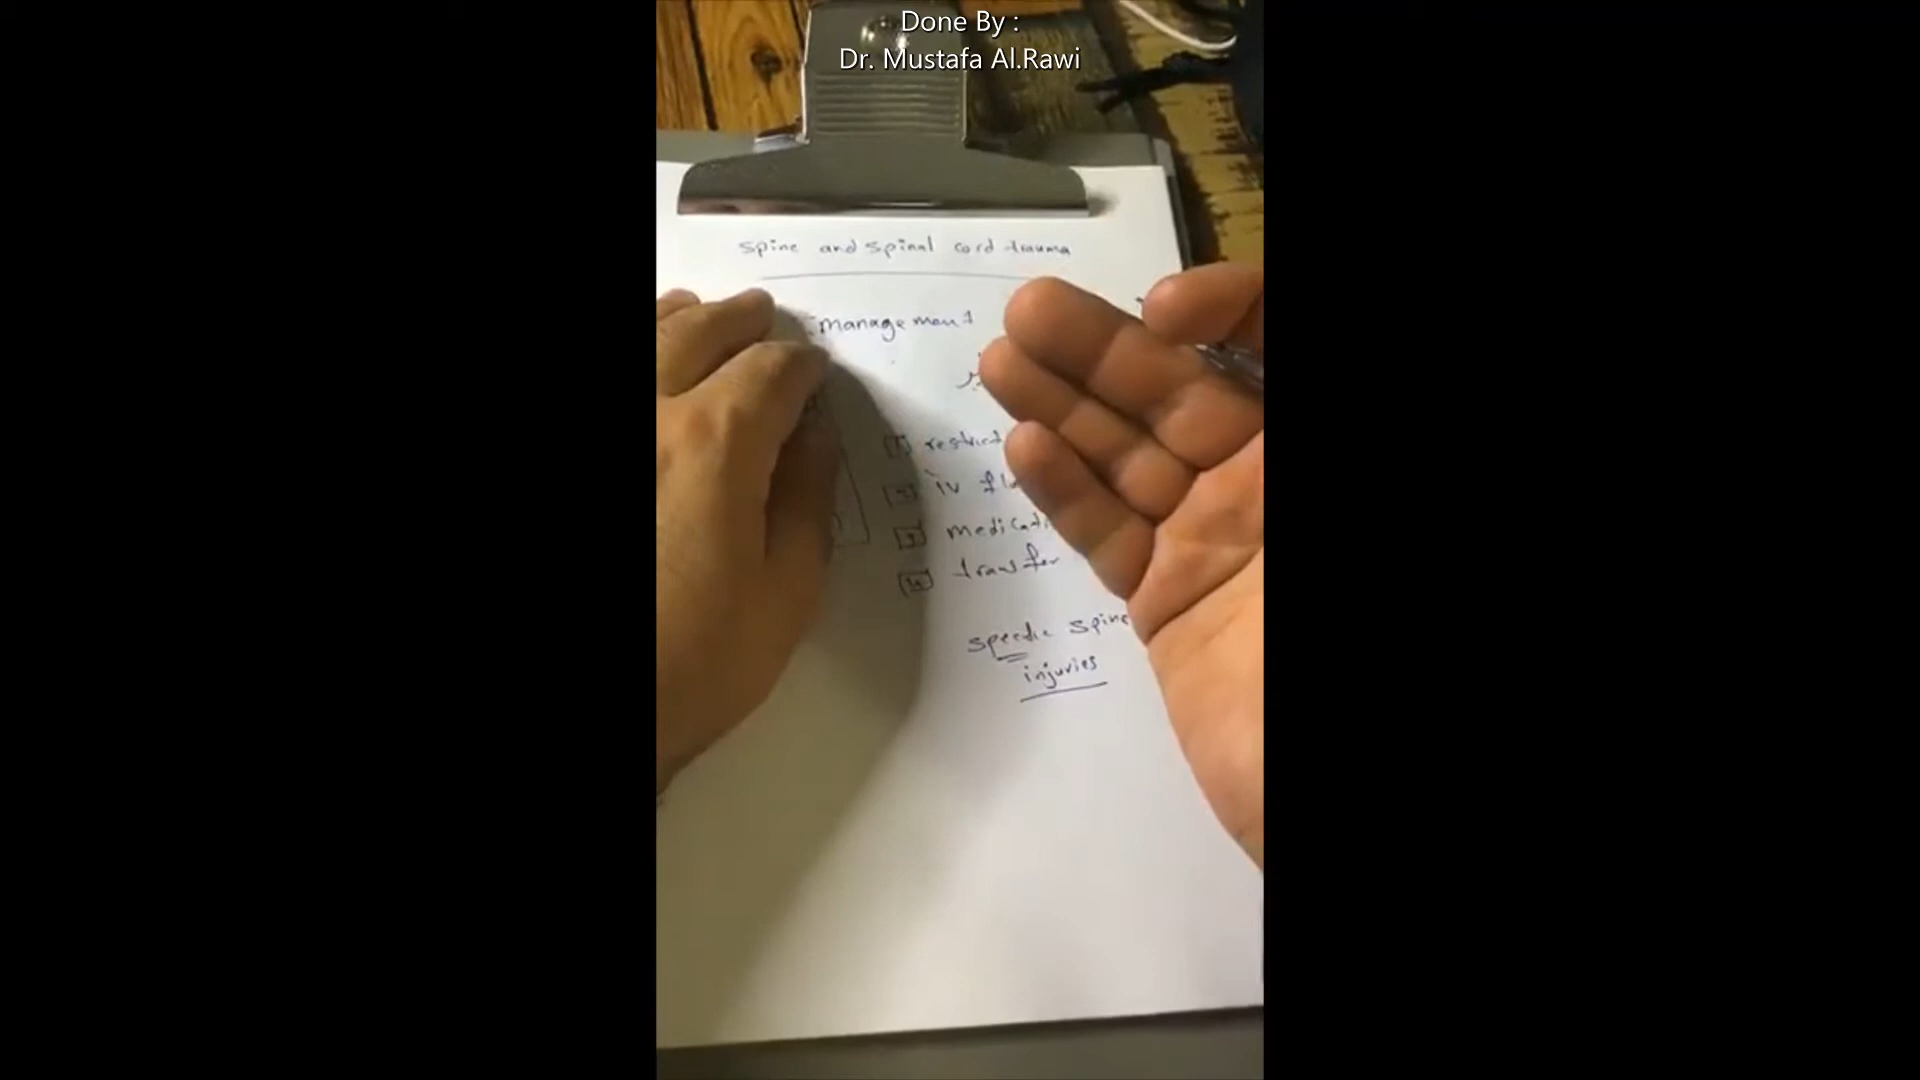 Done By :
Dr. Mustafa Al.Rawi
Spine and Spinal cord trauma
management
1 restrict
2 iv flu
3 medicati
4 transfer
specific spine
injuries